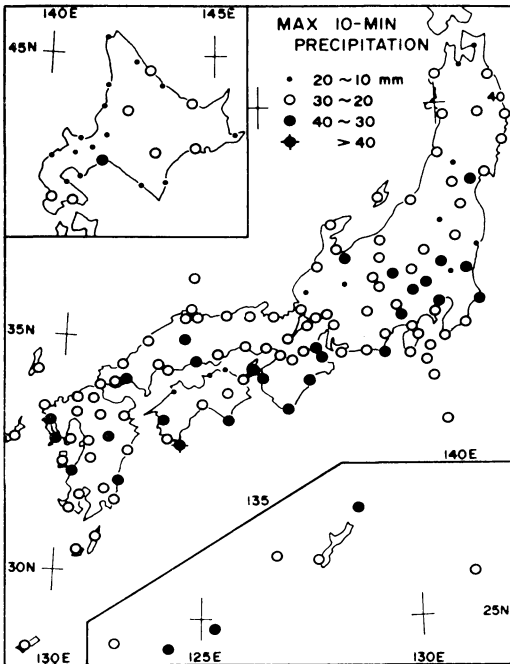 140E
145E
45N
MAX 10-MIN
PRECIPITATION
20 ~ 10 mm
30 ~ 20
40 ~ 30
> 40
40
35N
140E
135
30N
25N
130E
125E
130E